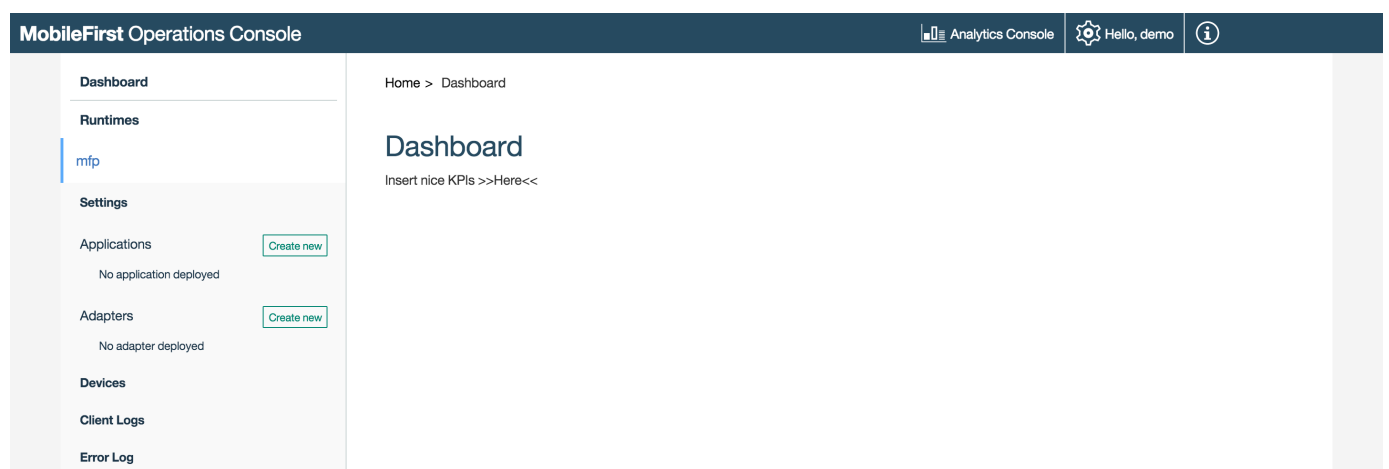 MobileFirst Operations Console
Analytics Console
Hello, demo
Dashboard
Runtimes
mfp
Settings
Applications
Create new
No application deployed
Adapters
Create new
No adapter deployed
Devices
Client Logs
Error Log
Home > Dashboard
Dashboard
Insert nice KPIs >>Here<<